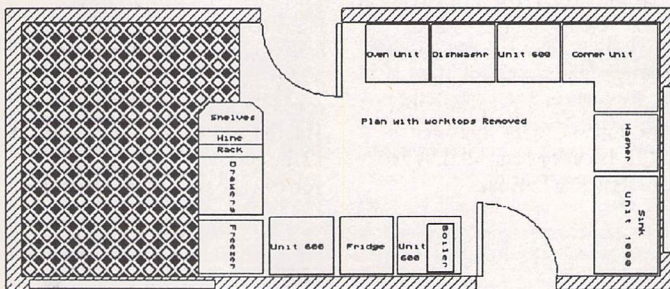 Oven Unit
Dishwashr
Unit 600
Corner Unit
Shelves
Wine
Rack
Drawers
Plan with worktops Removed
Washer
Sink
Unit 1000
Freezer
Unit 600
Fridge
Unit
600
Boiler